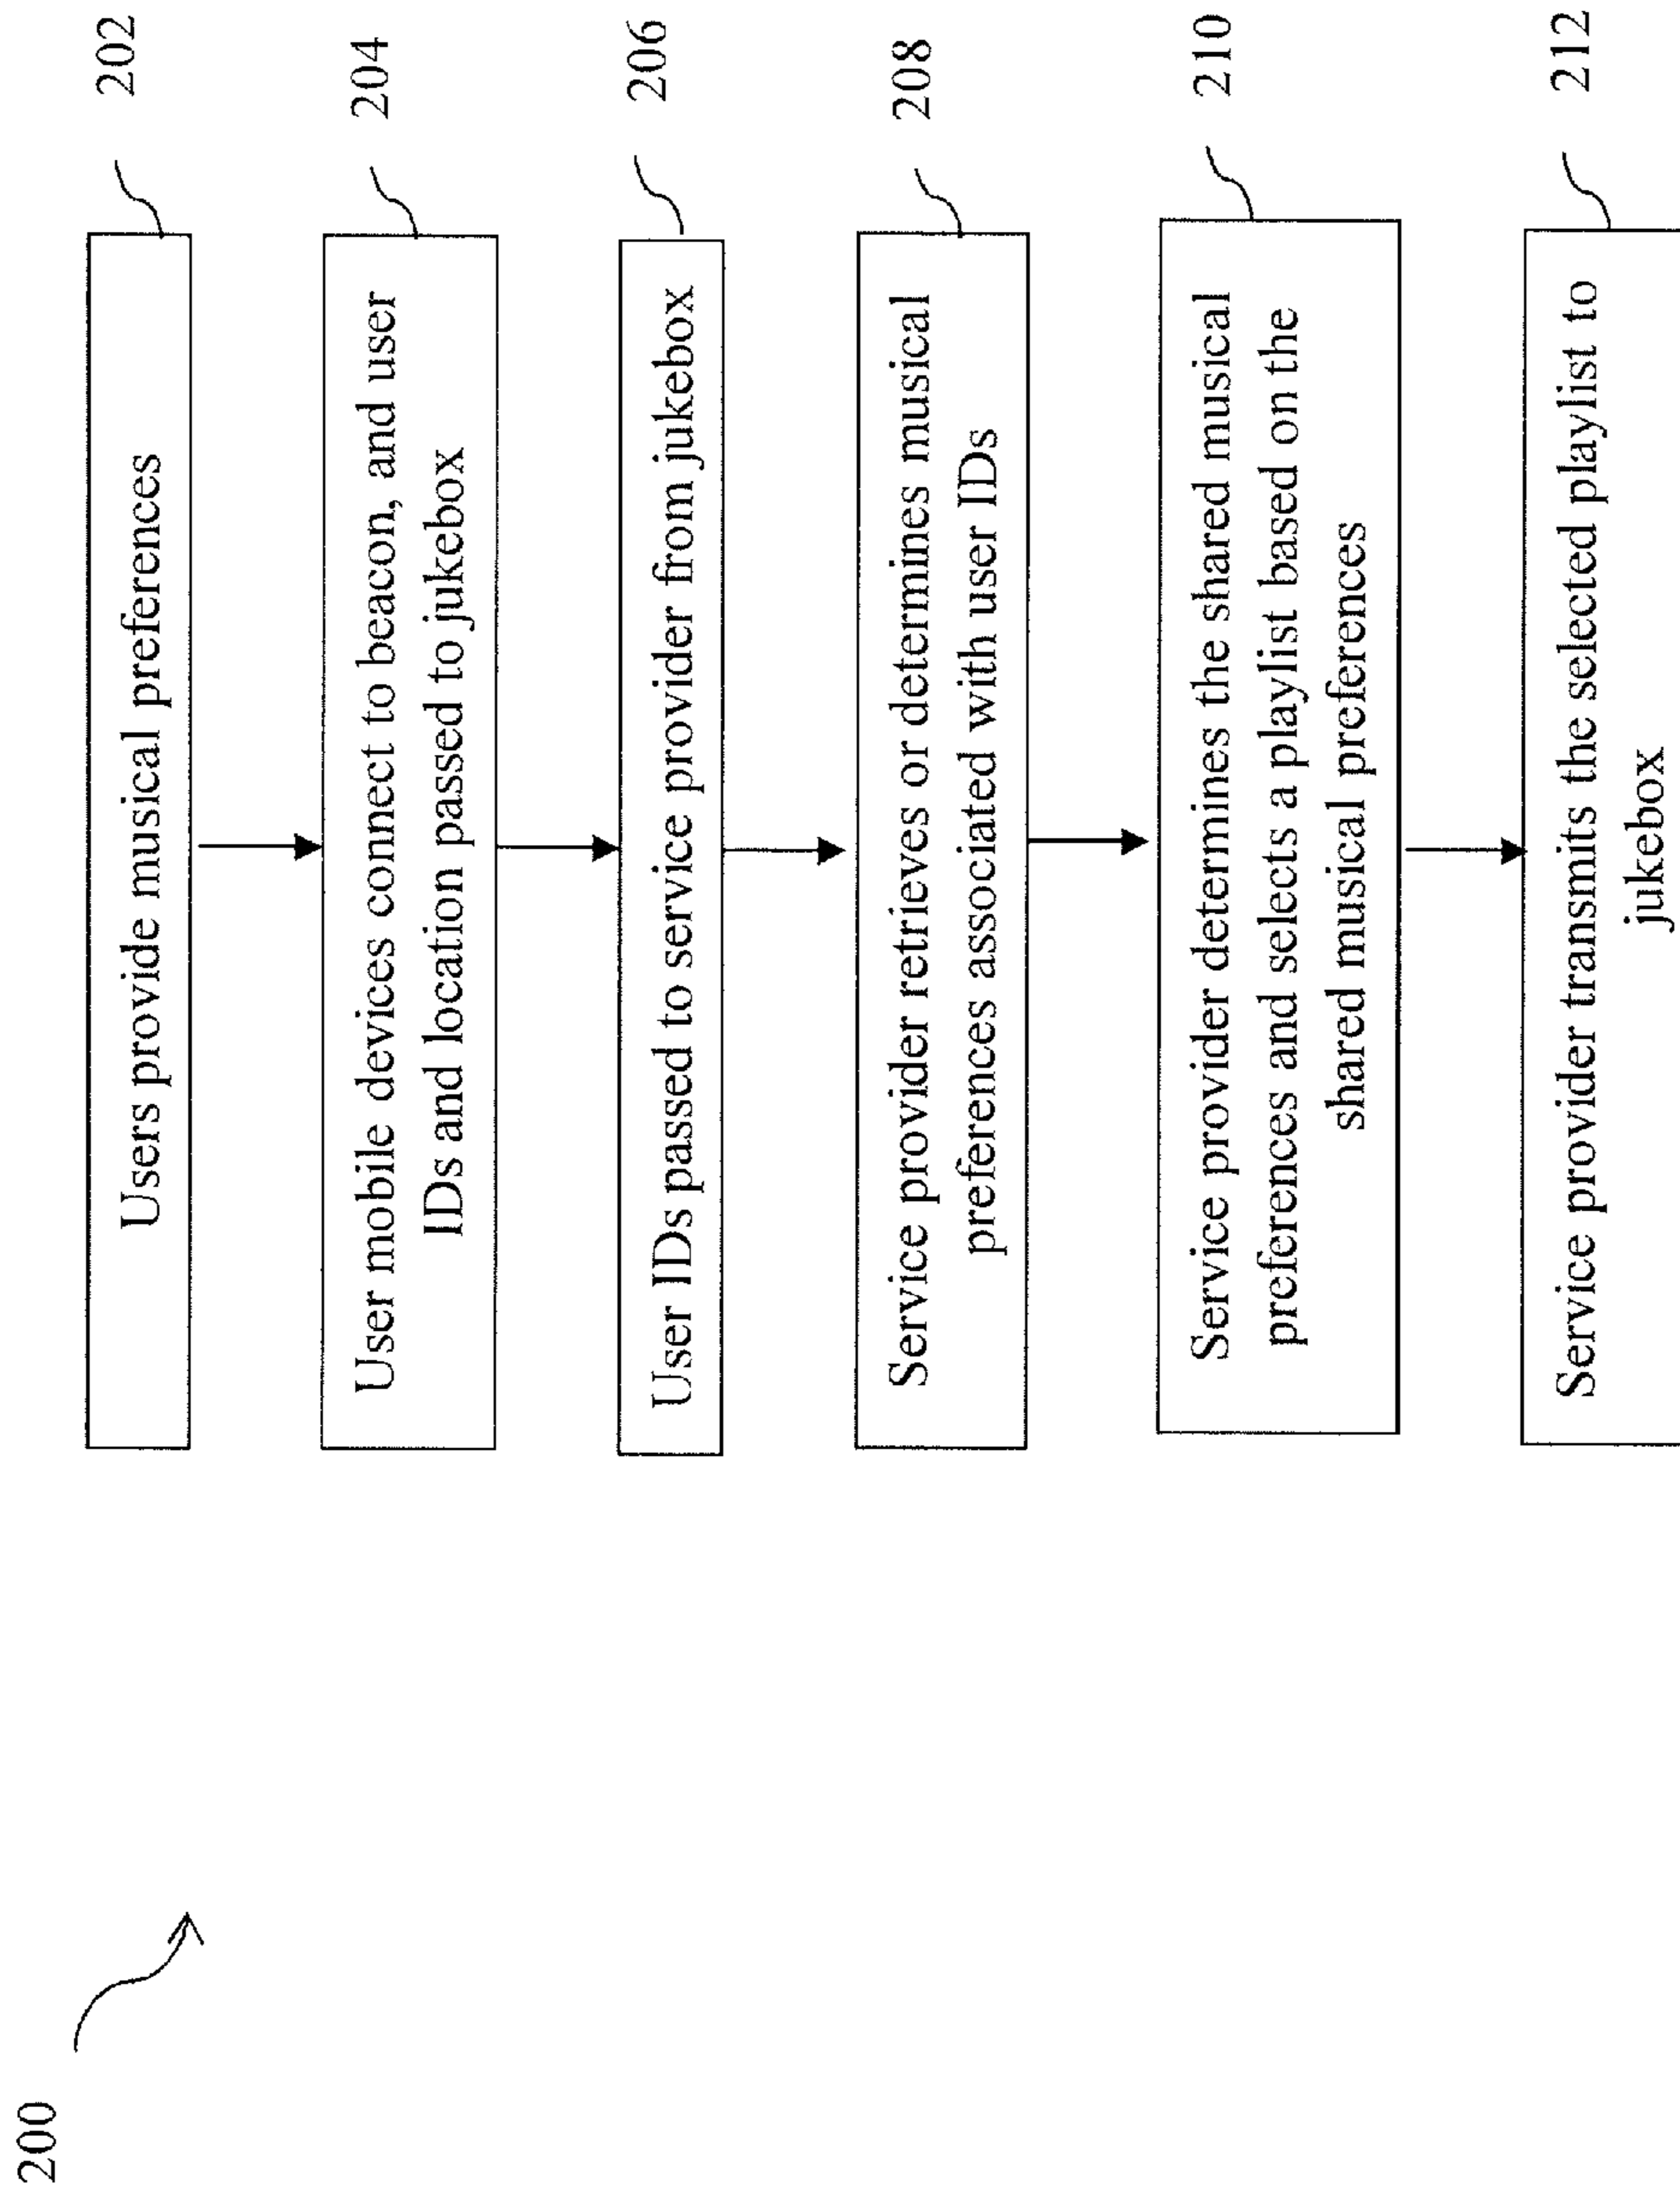 200
Users provide musical preferences
202
User mobile devices connect to beacon, and user
IDs and location passed to jukebox
204
User IDs passed to service provider from jukebox
206
Service provider retrieves or determines musical
preferences associated with user IDs
208
Service provider determines the shared musical
preferences and selects a playlist based on the
shared musical preferences
210
Service provider transmits the selected playlist to
jukebox
212